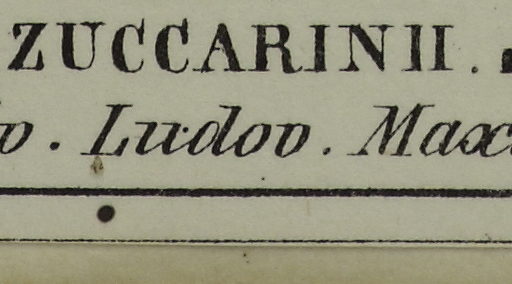 ZUCCARINII.
. Ludov. Max